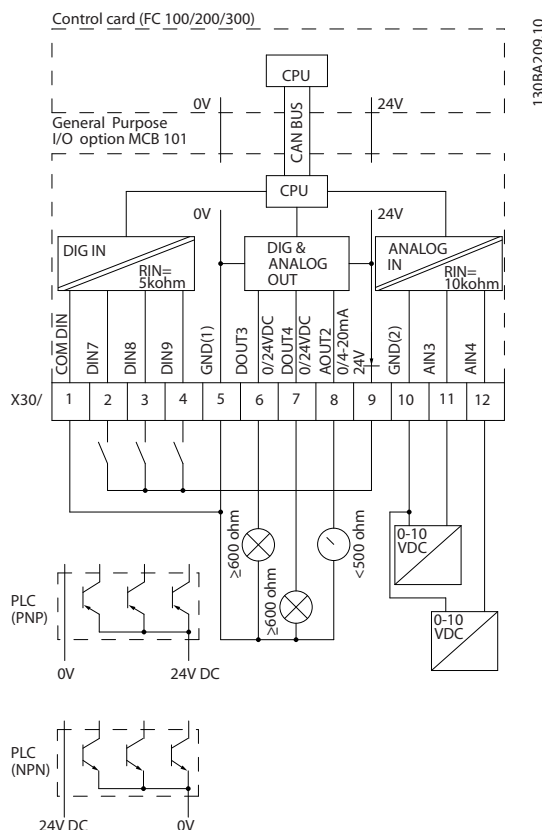 Control card (FC 100/200/300)
130BA209.10
CPU
0V
24V
General Purpose
I/O option MCB 101
CAN BUS
CPU
0V
24V
DIG IN
RIN=
5kohm
DIG &
ANALOG
OUT
ANALOG
IN
RIN=
10kohm
COM DIN
DIN7
DIN8
DIN9
GND(1)
DOUT3
0/24VDC
DOUT4
0/24VDC
AOUT2
0/4-20mA
24V
GND(2)
AIN3
AIN4
X30/
1
2
3
4
5
6
7
8
9
10
11
12
≥600 ohm
≥600 ohm
<500 ohm
0-10
VDC
0-10
VDC
PLC
(PNP)
0V
24V DC
PLC
(NPN)
24V DC
0V